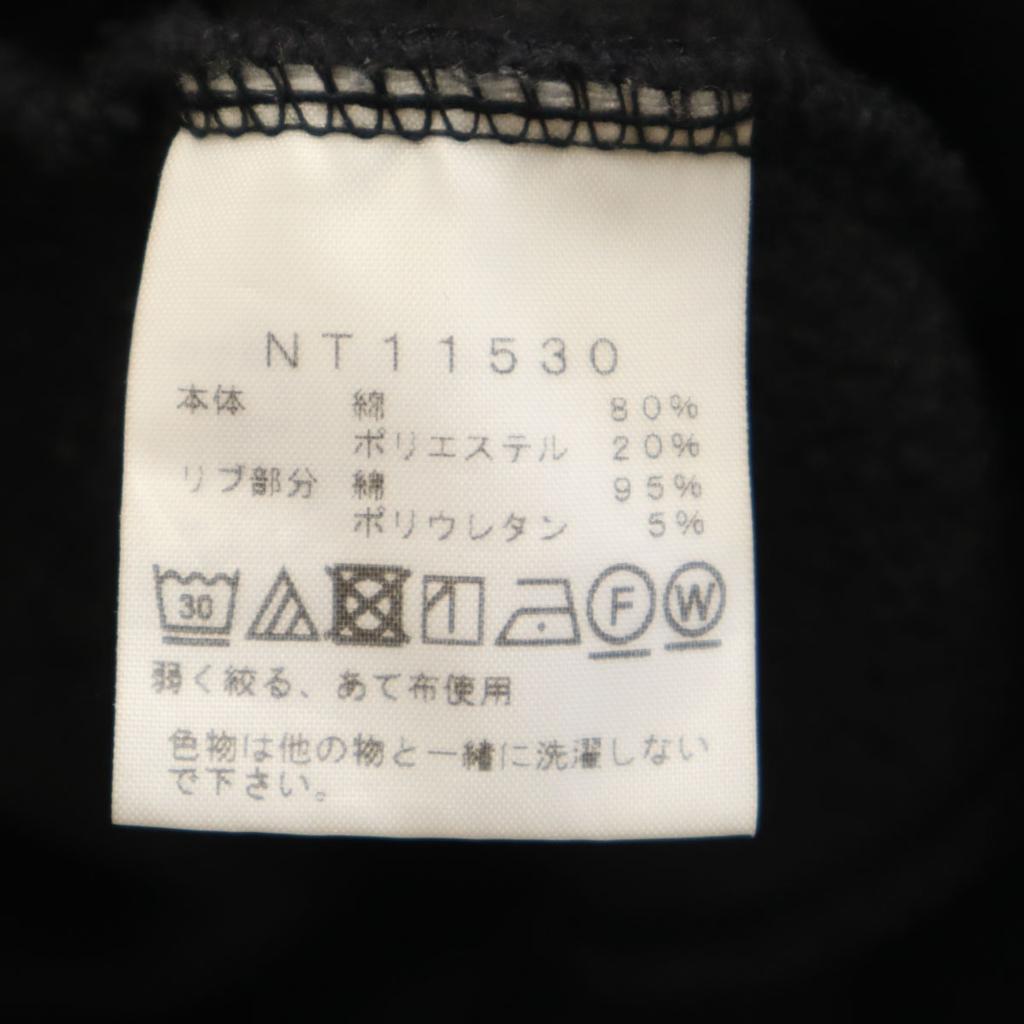 NT11530
本体 綿 80%
ポリエステル 20%
リブ部分 綿 95%
ポリウレタン 5%
30 F W
弱く絞る、あて布使用
色物は他の物と一緒に洗濯しない
で下さい。